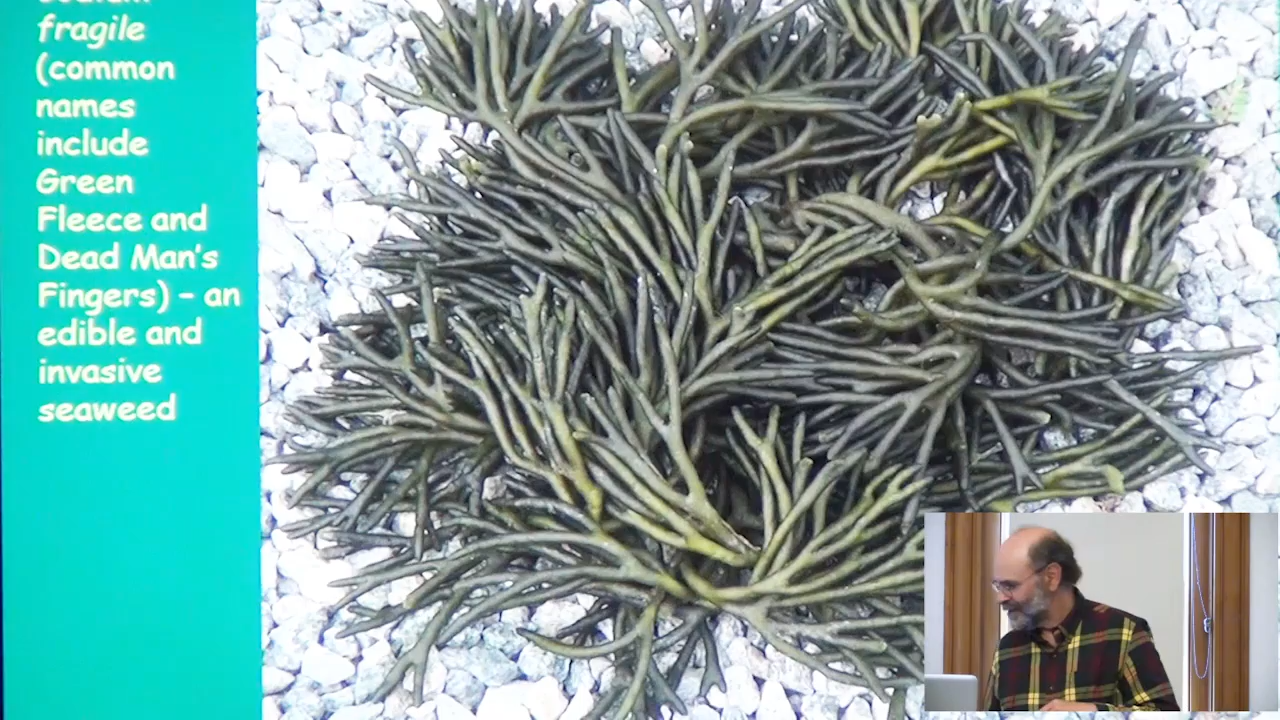 fragile
(common
names
include
Green
Fleece and
Dead Man's
Fingers) – an
edible and
invasive
seaweed